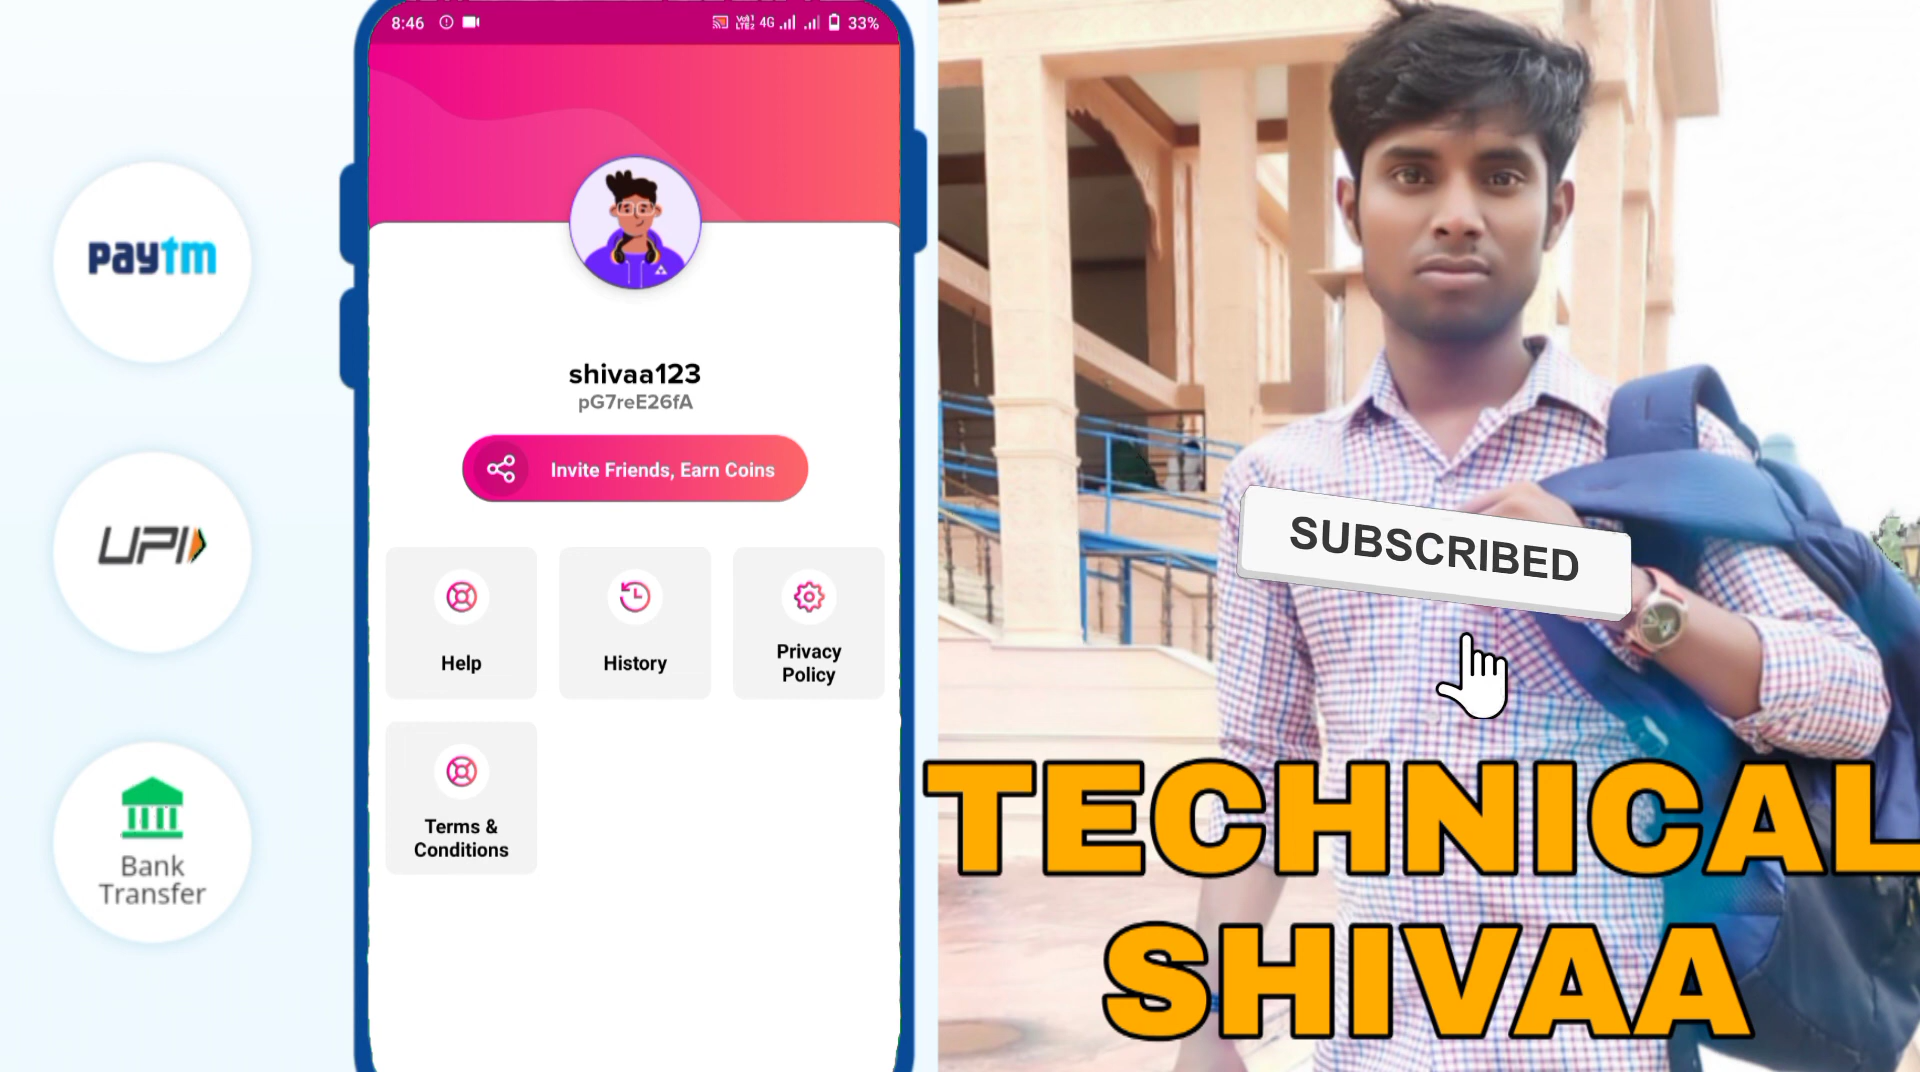 paytm
UPI
Bank
Transfer
8:46
4G
33%
shivaa123
pG7reE26fA
Invite Friends, Earn Coins
Help
History
Privacy
Policy
Terms &
Conditions
SUBSCRIBED
TECHNICAL
SHIVAA